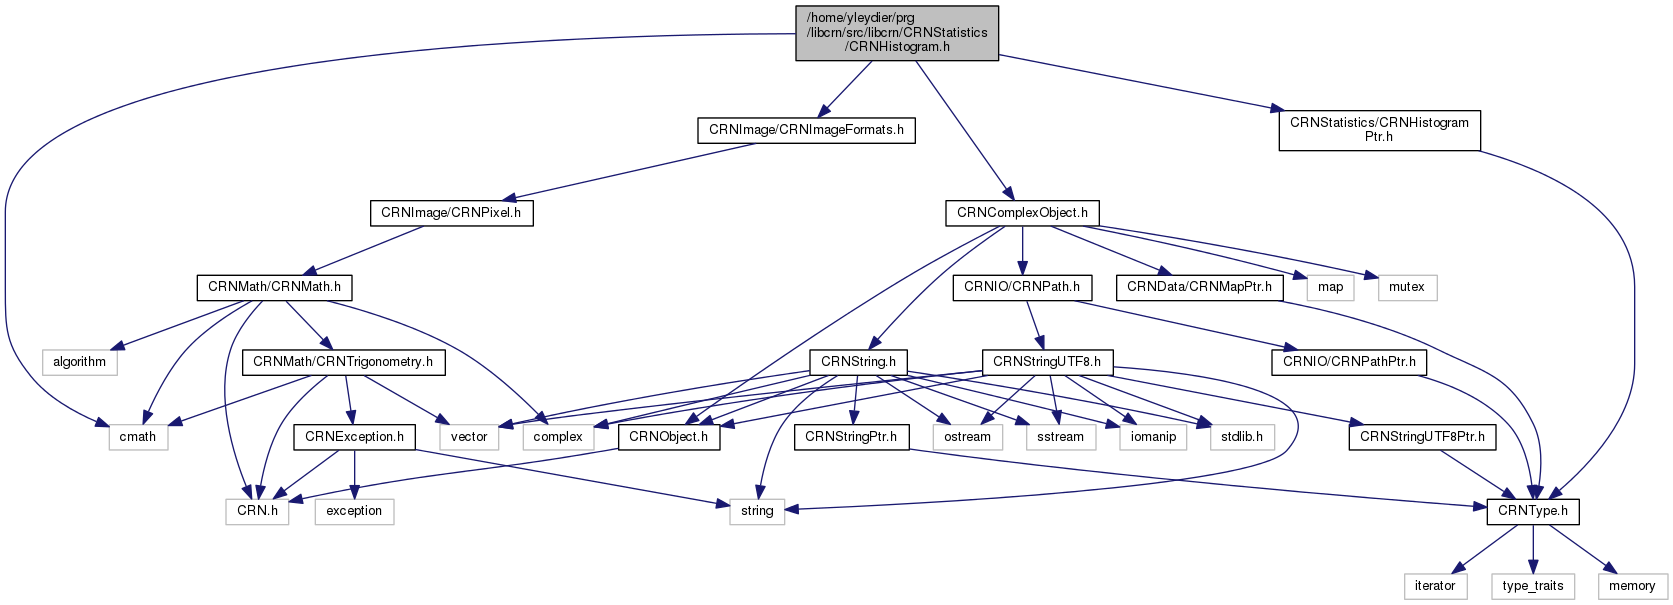 /home/yleydier/prg
/libcrn/src/libcrn/CRNStatistics
/CRNHistogram.h
CRNImage/CRNImageFormats.h
CRNStatistics/CRNHistogram
Ptr.h
CRNImage/CRNPixel.h
CRNComplexObject.h
CRNMath/CRNMath.h
CRNIO/CRNPath.h
CRNData/CRNMapPtr.h
map
mutex
algorithm
CRNMath/CRNTrigonometry.h
CRNString.h
CRNStringUTF8.h
CRNIO/CRNPathPtr.h
cmath
CRNException.h
vector
complex
CRNObject.h
CRNStringPtr.h
ostream
sstream
iomanip
stdlib.h
CRNStringUTF8Ptr.h
CRN.h
exception
string
CRNType.h
iterator
type_traits
memory